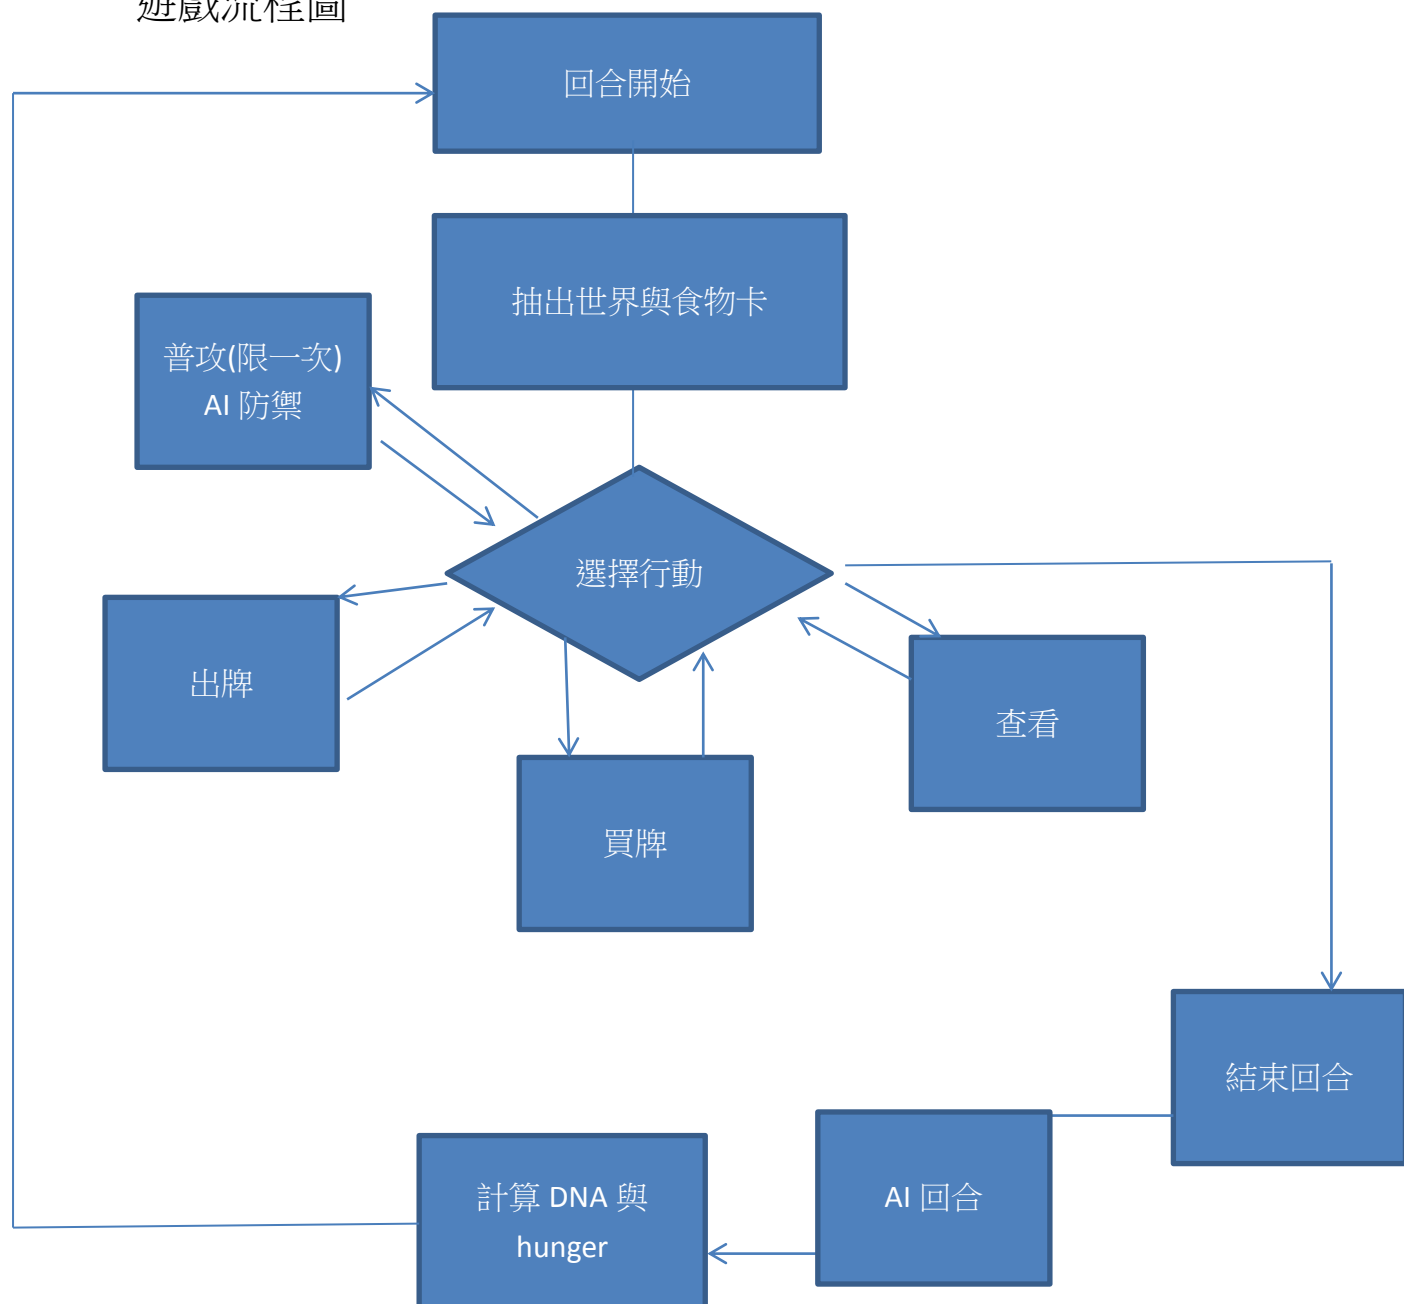 遊戲流程圖
回合開始
抽出世界與食物卡
普攻(限一次)
AI 防禦
選擇行動
出牌
查看
買牌
結束回合
AI 回合
計算 DNA 與
hunger